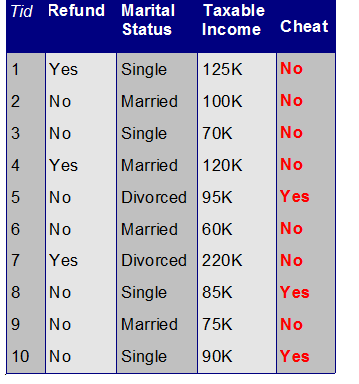 Tid Refund Marital Status Taxable Income Cheat
1 Yes Single 125K No
2 No Married 100K No
3 No Single 70K No
4 Yes Married 120K No
5 No Divorced 95K Yes
6 No Married 60K No
7 Yes Divorced 220K No
8 No Single 85K Yes
9 No Married 75K No
10 No Single 90K Yes